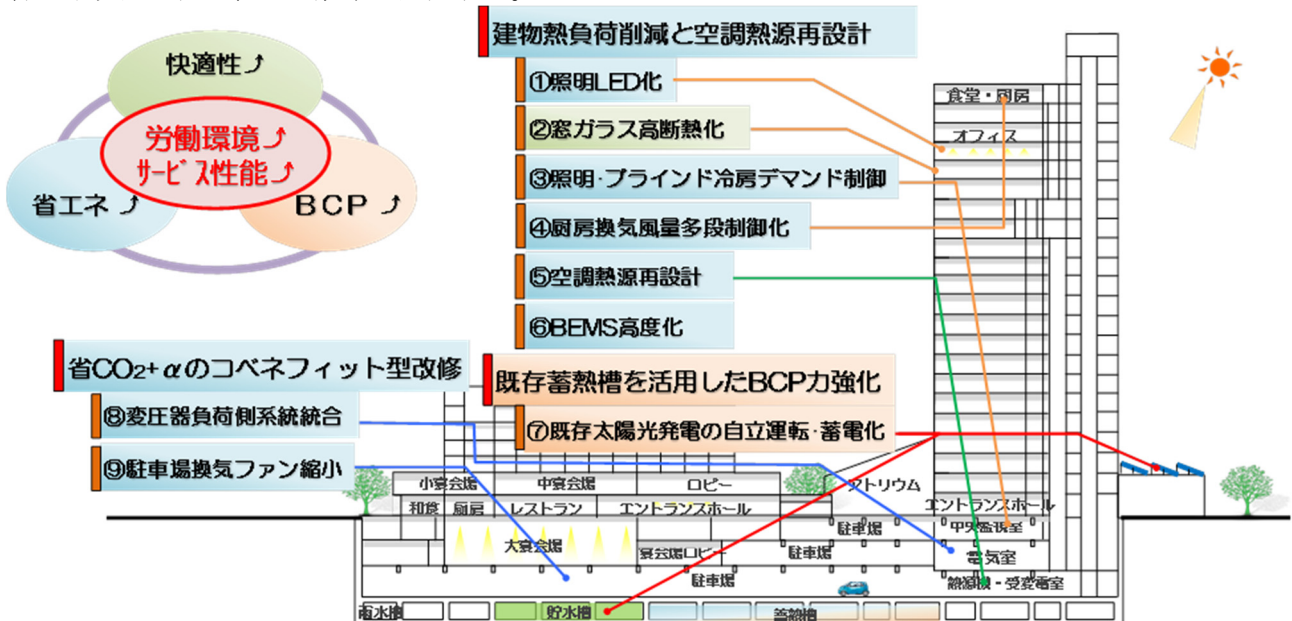 快適性⤴
労働環境⤴
サービス性能⤴
省エネ⤴
BCP⤴
建物熱負荷削減と空調熱源再設計
①照明LED化
②窓ガラス高断熱化
③照明・ブラインド冷房デマンド制御
④厨房換気風量多段制御化
⑤空調熱源再設計
⑥BEMS高度化
省CO2+αのコベネフィット型改修
⑧変圧器負荷側系統統合
⑨駐車場換気ファン縮小
既存蓄熱槽を活用したBCP力強化
⑦既存太陽光発電の自立運転・蓄電化
食堂・厨房
オフィス
小宴会場
中宴会場
ロビー
アトリウム
和食
厨房
レストラン
エントランスホール
エントランスホール
中央監視室
駐車場
大宴会場
宴会場ロビー
駐車場
電気室
駐車場
熱源機・受変電室
雨水槽
貯水槽
蓄熱槽